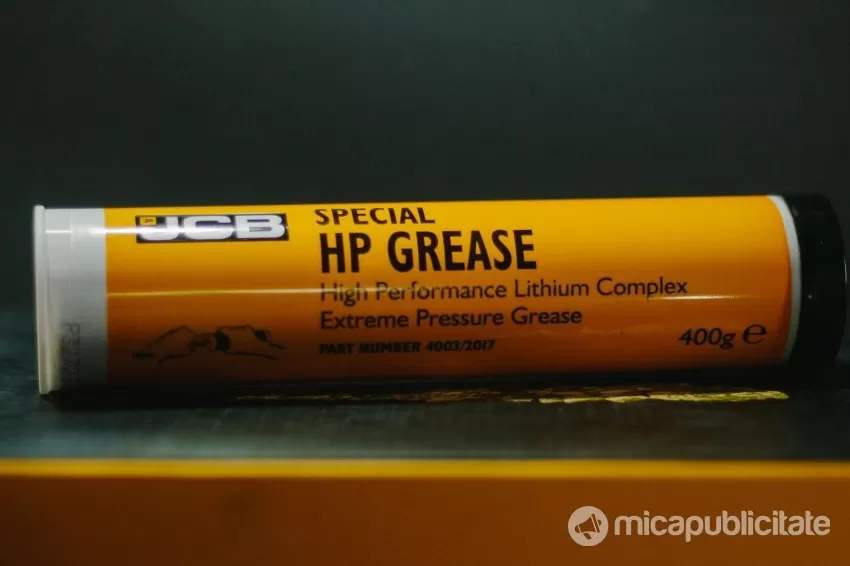 JCB
SPECIAL
HP GREASE
High Performance Lithium Complex
Extreme Pressure Grease
PART NUMBER 4003/2017
400g e
micapublicitate